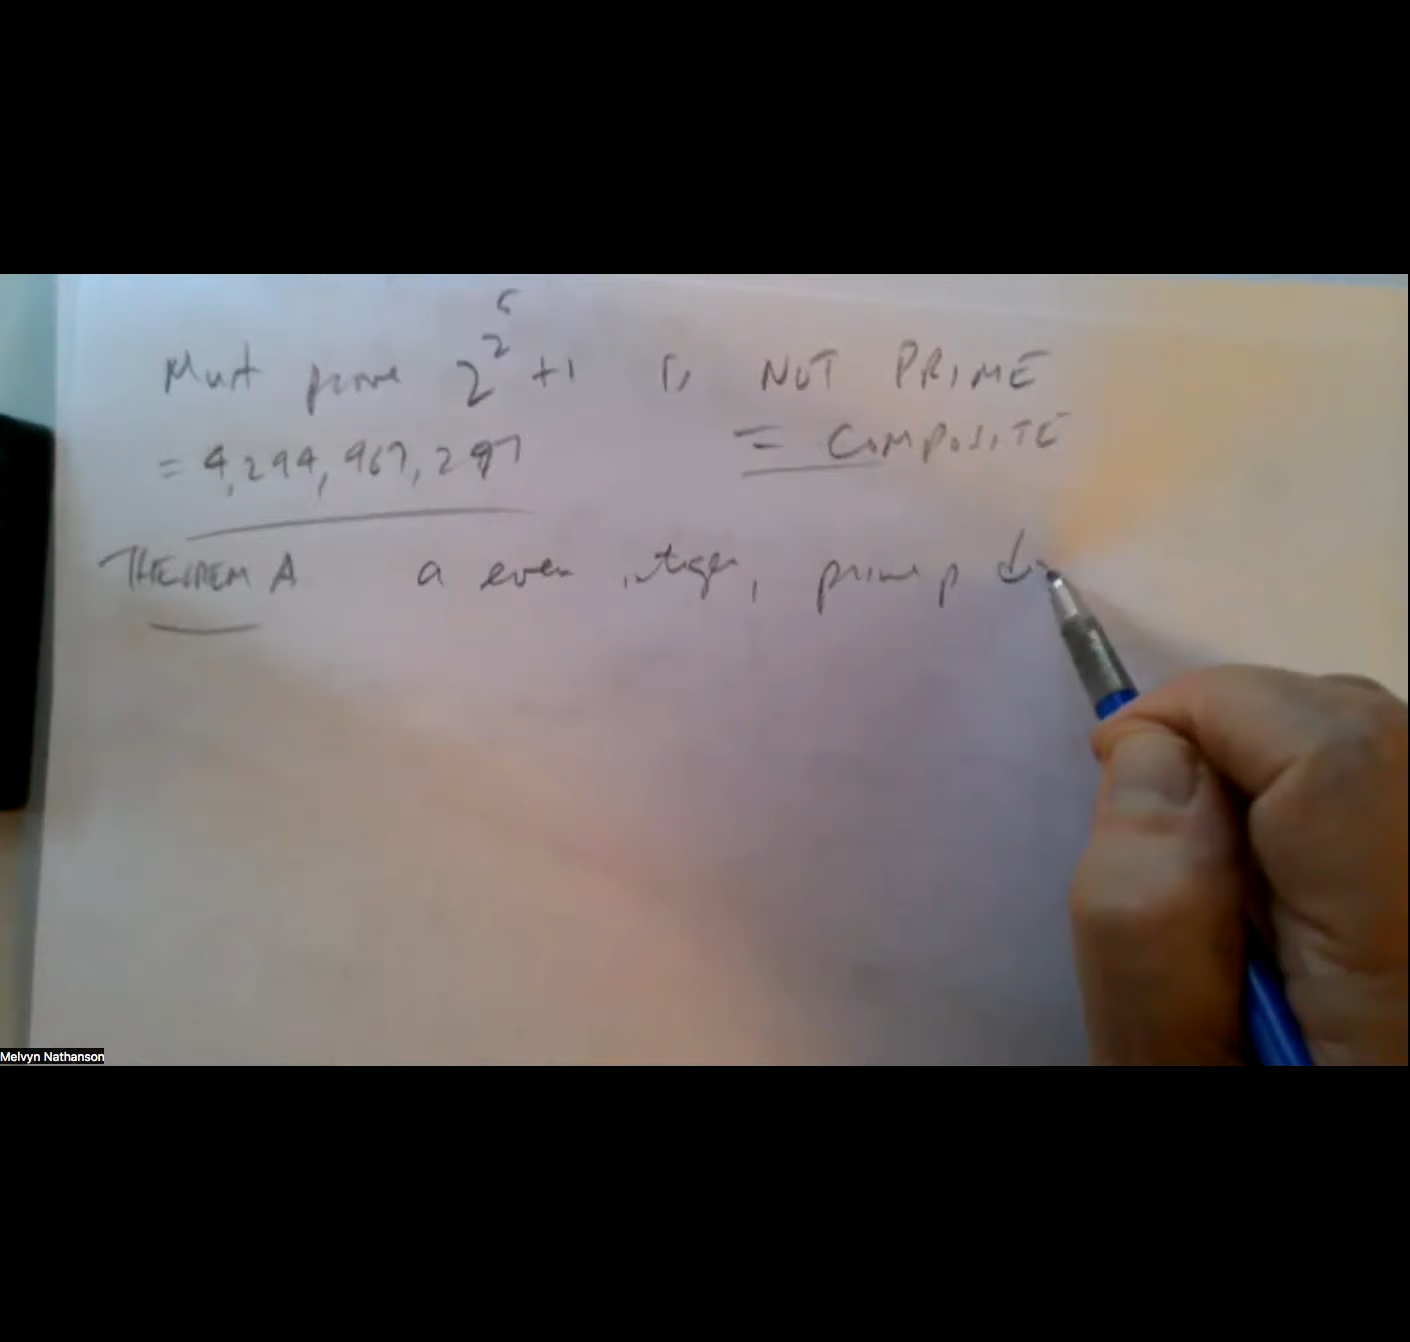 Must prove 2^2^5 + 1 is NOT PRIME
= 4,294,967,297 = COMPOSITE
THEOREM A a even integer, prime p
Melvyn Nathanson